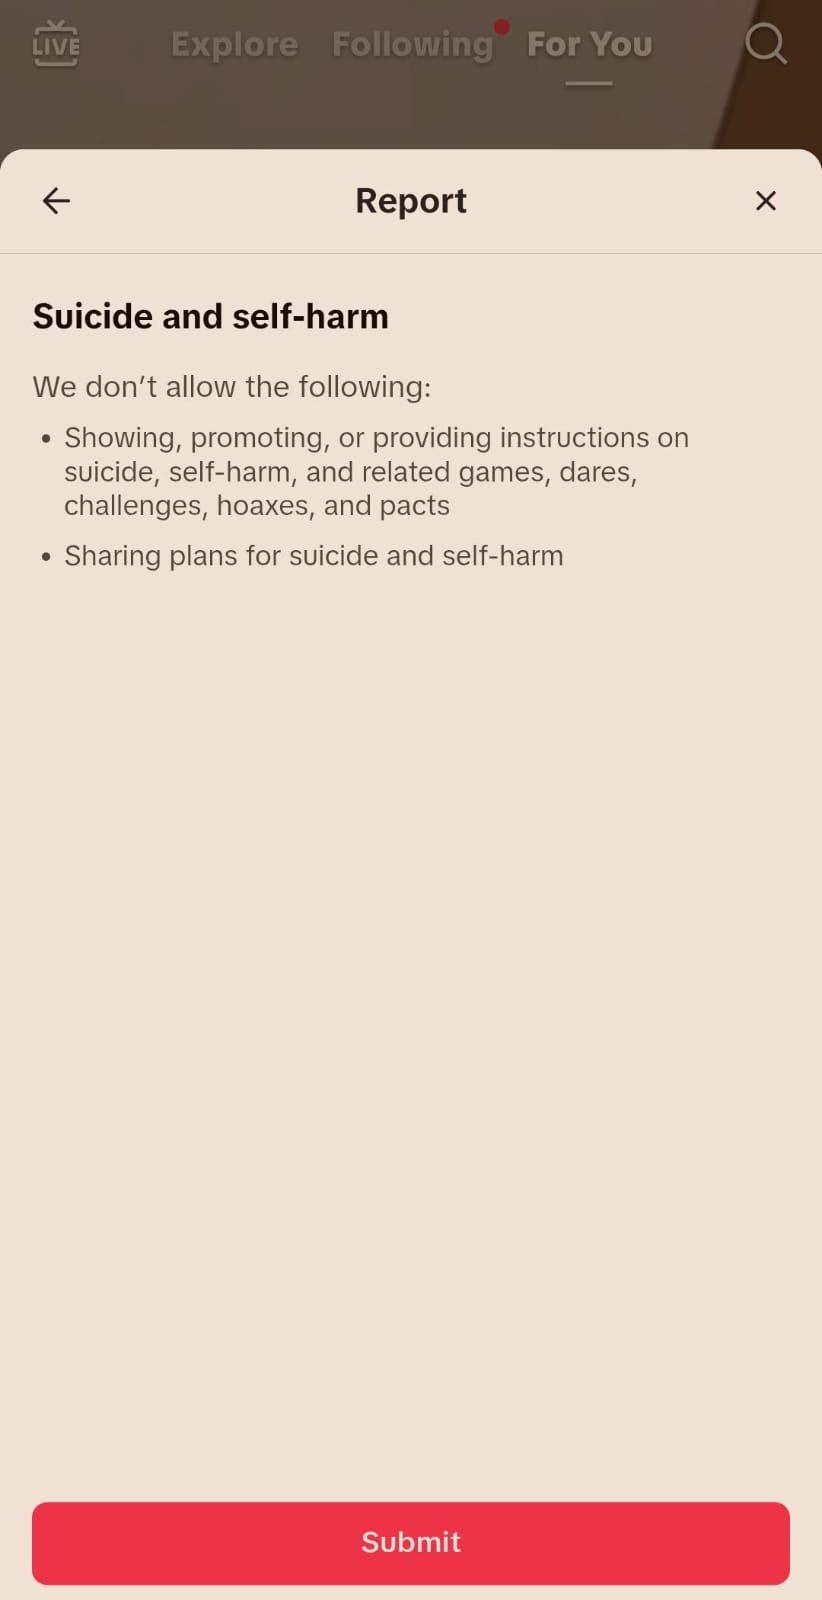 LIVE
Explore Following For You
Report
Suicide and self-harm
We don’t allow the following:
• Showing, promoting, or providing instructions on
suicide, self-harm, and related games, dares,
challenges, hoaxes, and pacts
• Sharing plans for suicide and self-harm
Submit